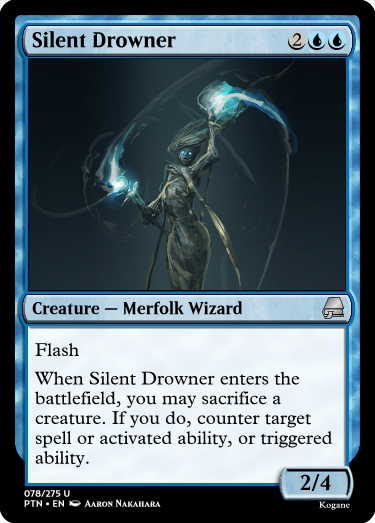 Silent Drowner 2
Creature — Merfolk Wizard
Flash
When Silent Drowner enters the
battlefield, you may sacrifice a
creature. If you do, counter target
spell or activated ability, or triggered
ability.
2/4
078/275 U
PTN • EN Aaron Nakahara
Kogane